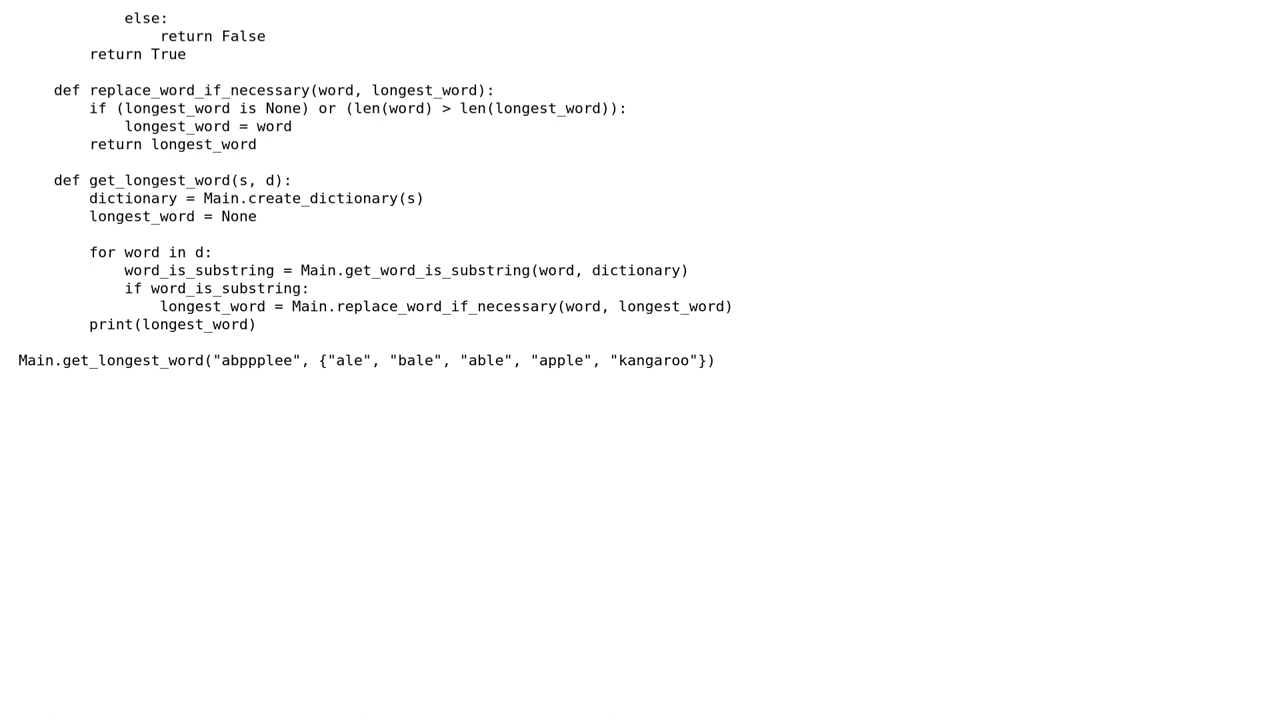 else:
                return False
        return True

    def replace_word_if_necessary(word, longest_word):
        if (longest_word is None) or (len(word) > len(longest_word)):
            longest_word = word
        return longest_word

    def get_longest_word(s, d):
        dictionary = Main.create_dictionary(s)
        longest_word = None

        for word in d:
            word_is_substring = Main.get_word_is_substring(word, dictionary)
            if word_is_substring:
                longest_word = Main.replace_word_if_necessary(word, longest_word)
        print(longest_word)

Main.get_longest_word("abppplee", {"ale", "bale", "able", "apple", "kangaroo"})